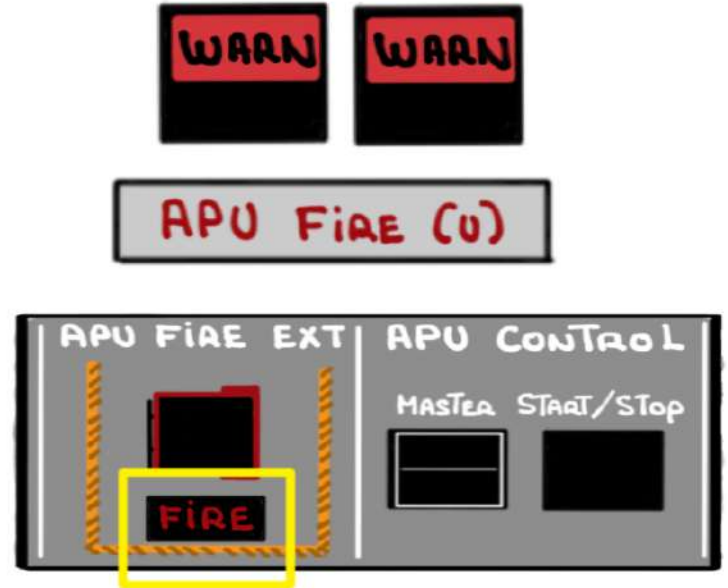 WARN WARN
APU FiRE (U)
APU FiRE EXT APU CONTROL
MASTER START/STOP
FiRE